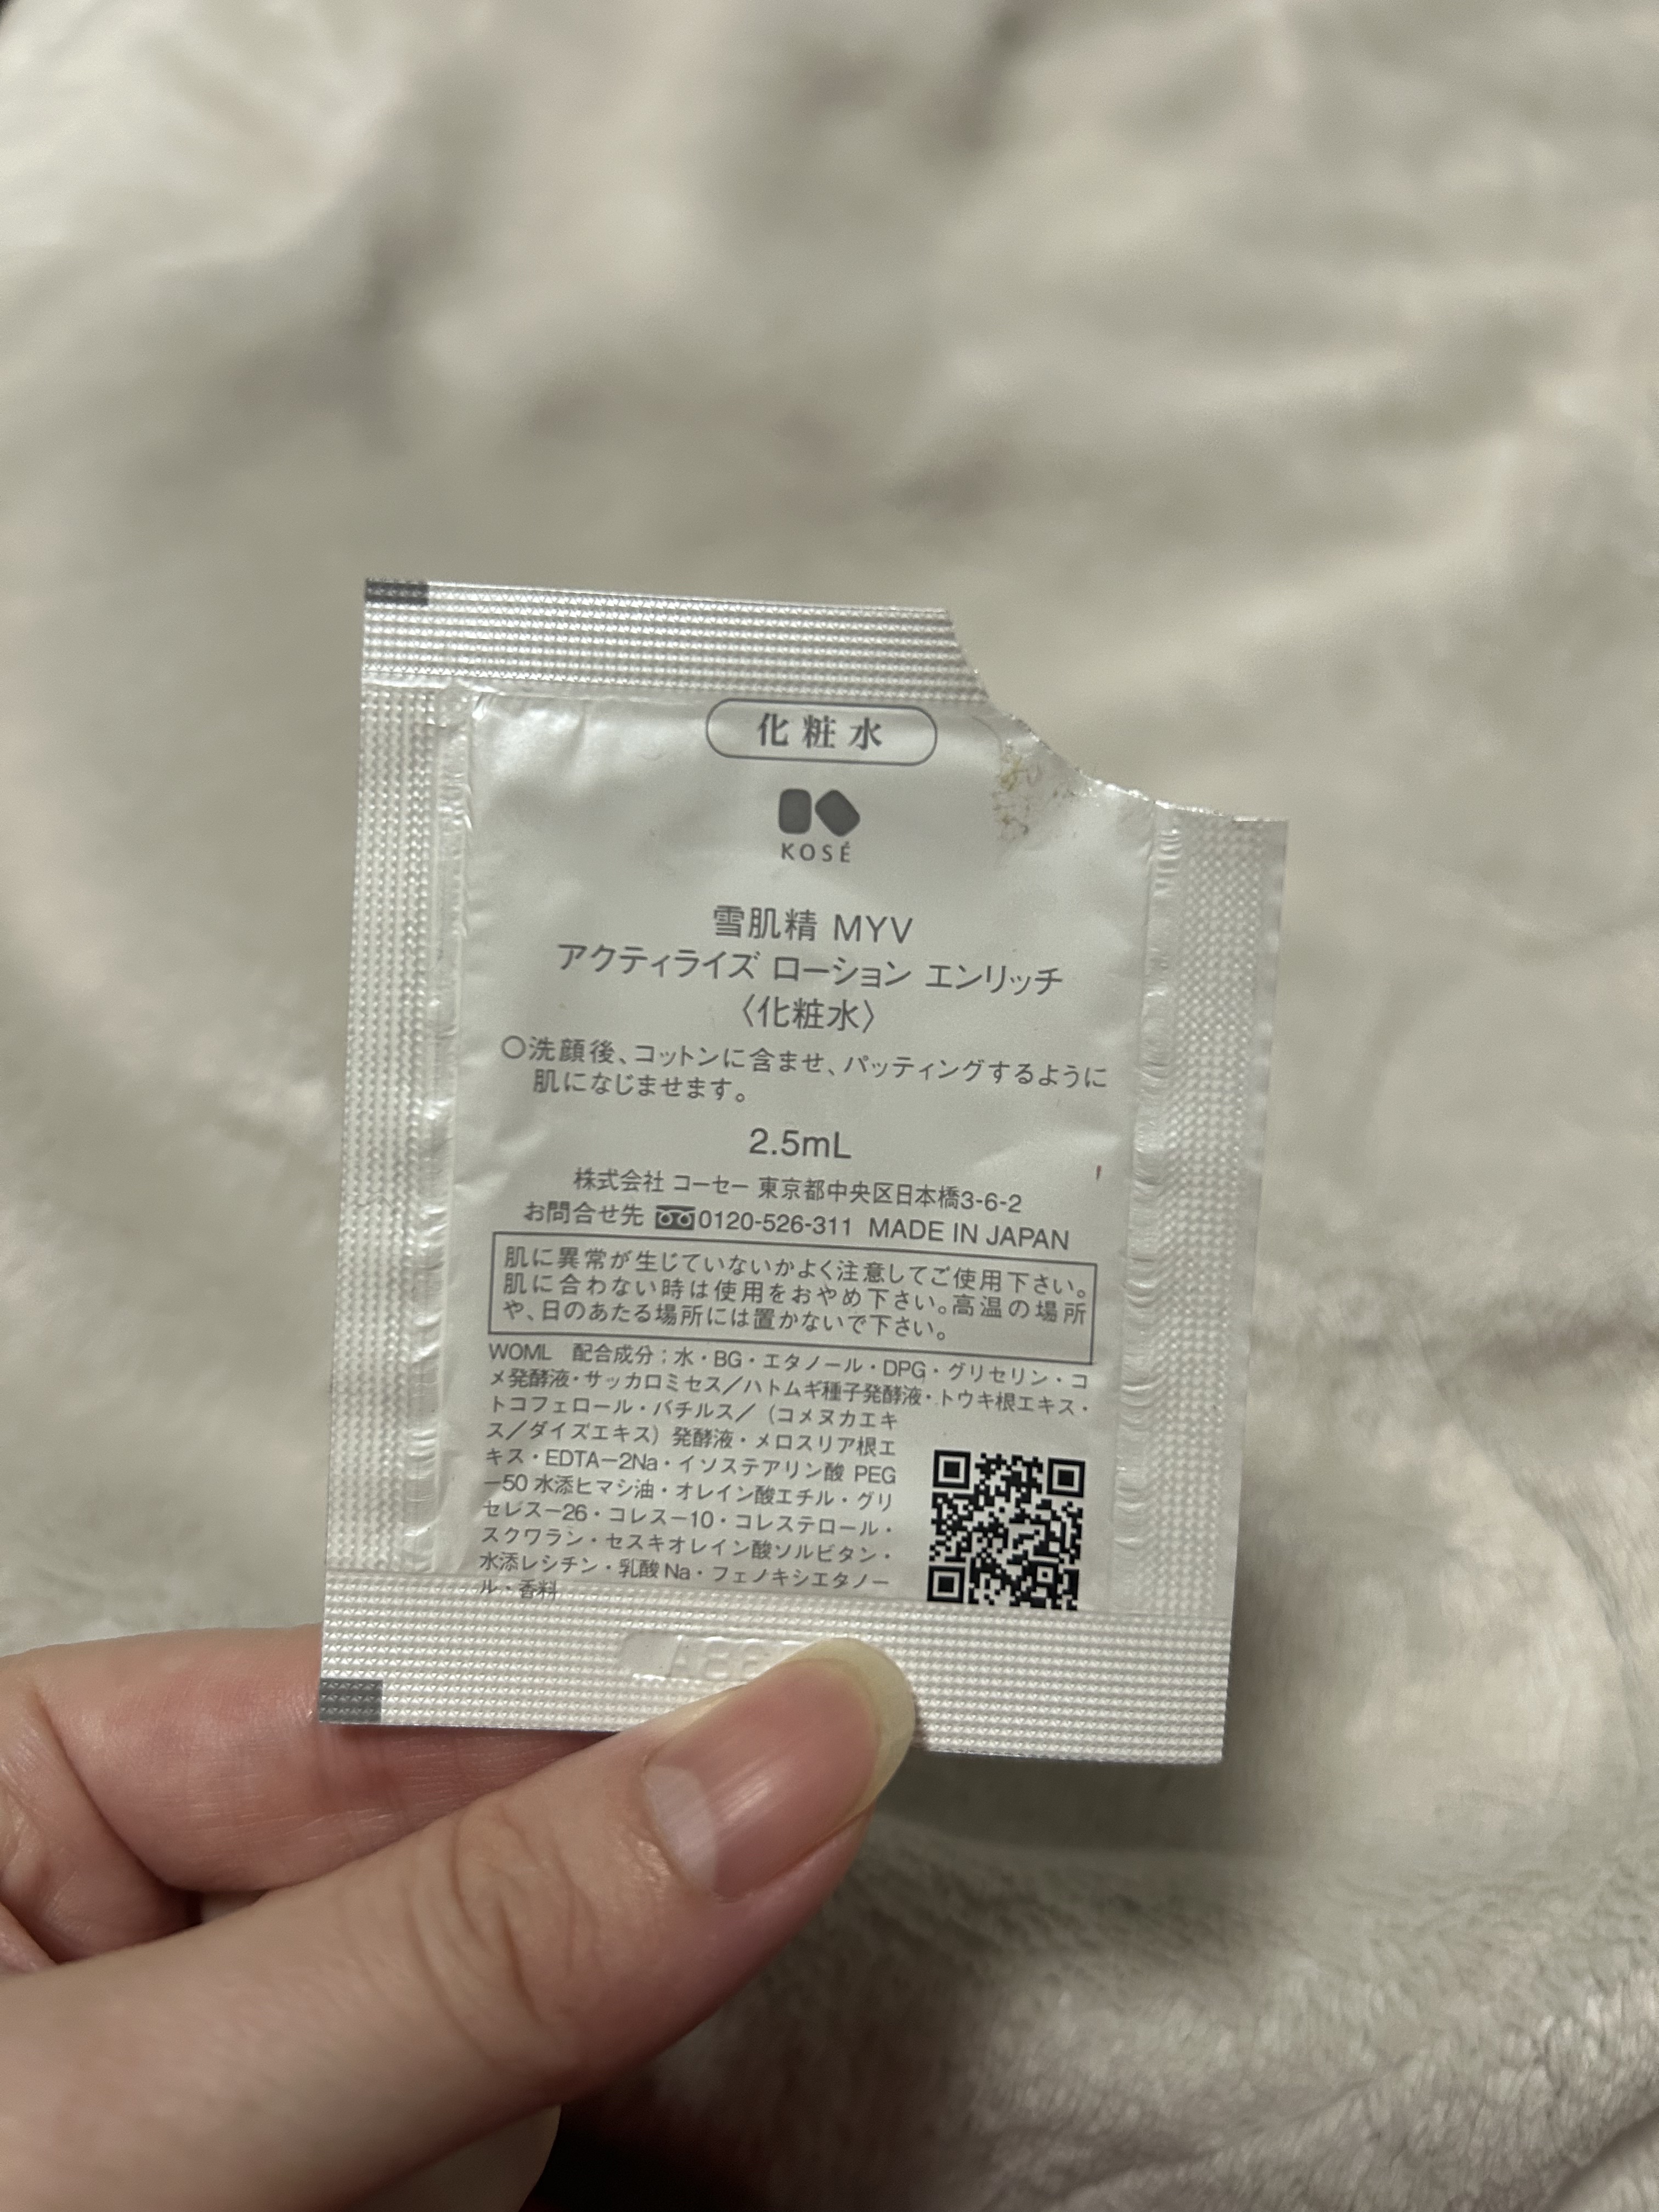 化粧水
KOSÉ
雪肌精 MYV
アクティライズ ローション エンリッチ
〈化粧水〉
○洗顔後、コットンに含ませ、パッティングするように
肌になじませます。
2.5mL
株式会社 コーセー 東京都中央区日本橋3-6-2
お問合せ先 0120-526-311 MADE IN JAPAN
肌に異常が生じていないかよく注意してご使用下さい。
肌に合わない時は使用をおやめ下さい。高温の場所
や、日のあたる場所には置かないで下さい。
WOML 配合成分;水・BG・エタノール・DPG・グリセリン・コ
メ発酵液・サッカロミセス/ハトムギ種子発酵液・トウキ根エキス・
トコフェロール・バチルス/(コメヌカエキ
ス/ダイズエキス)発酵液・メロスリア根エ
キス・EDTA-2Na・イソステアリン酸 PEG
-50 水添ヒマシ油・オレイン酸エチル・グリ
セレス-26・コレス-10・コレステロール・
スクワラン・セスキオレイン酸ソルビタン・
水添レシチン・乳酸 Na・フェノキシエタノー
ル・香料